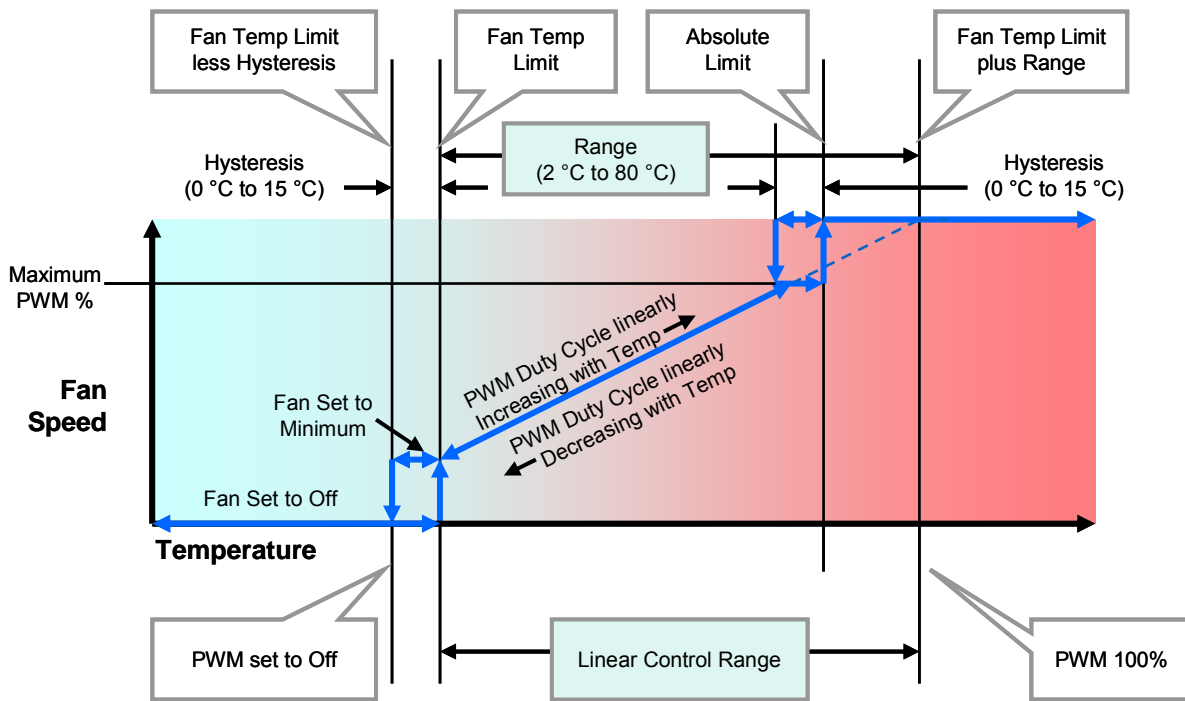 Fan Temp Limit
less Hysteresis
Fan Temp
Limit
Absolute
Limit
Fan Temp Limit
plus Range
Range
(2 °C to 80 °C)
Hysteresis
(0 °C to 15 °C)
Hysteresis
(0 °C to 15 °C)
Maximum
PWM %
PWM Duty Cycle linearly
Increasing with Temp
PWM Duty Cycle linearly
Decreasing with Temp
Fan
Speed
Fan Set to
Minimum
Fan Set to Off
Temperature
PWM set to Off
Linear Control Range
PWM 100%